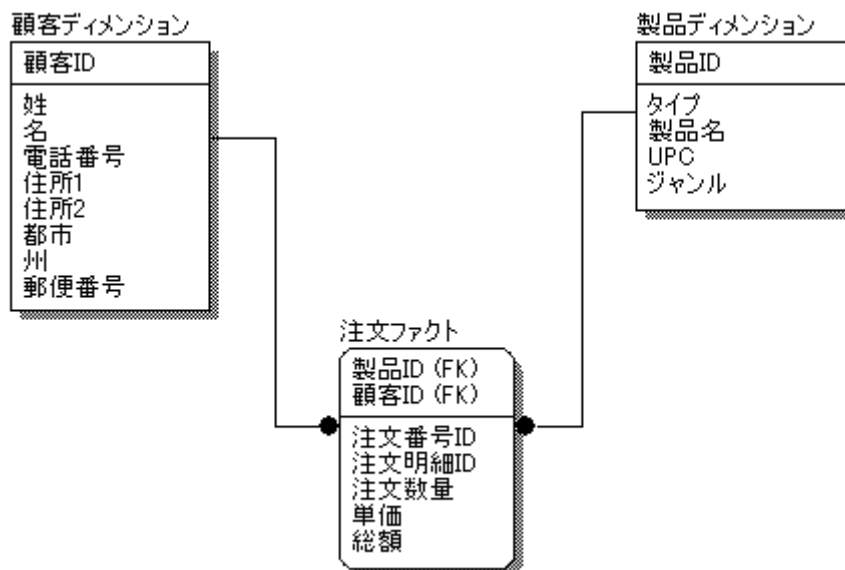 顧客ディメンション
顧客ID
姓
名
電話番号
住所1
住所2
都市
州
郵便番号
製品ディメンション
製品ID
タイプ
製品名
UPC
ジャンル
注文ファクト
製品ID (FK)
顧客ID (FK)
注文番号ID
注文明細ID
注文数量
単価
総額